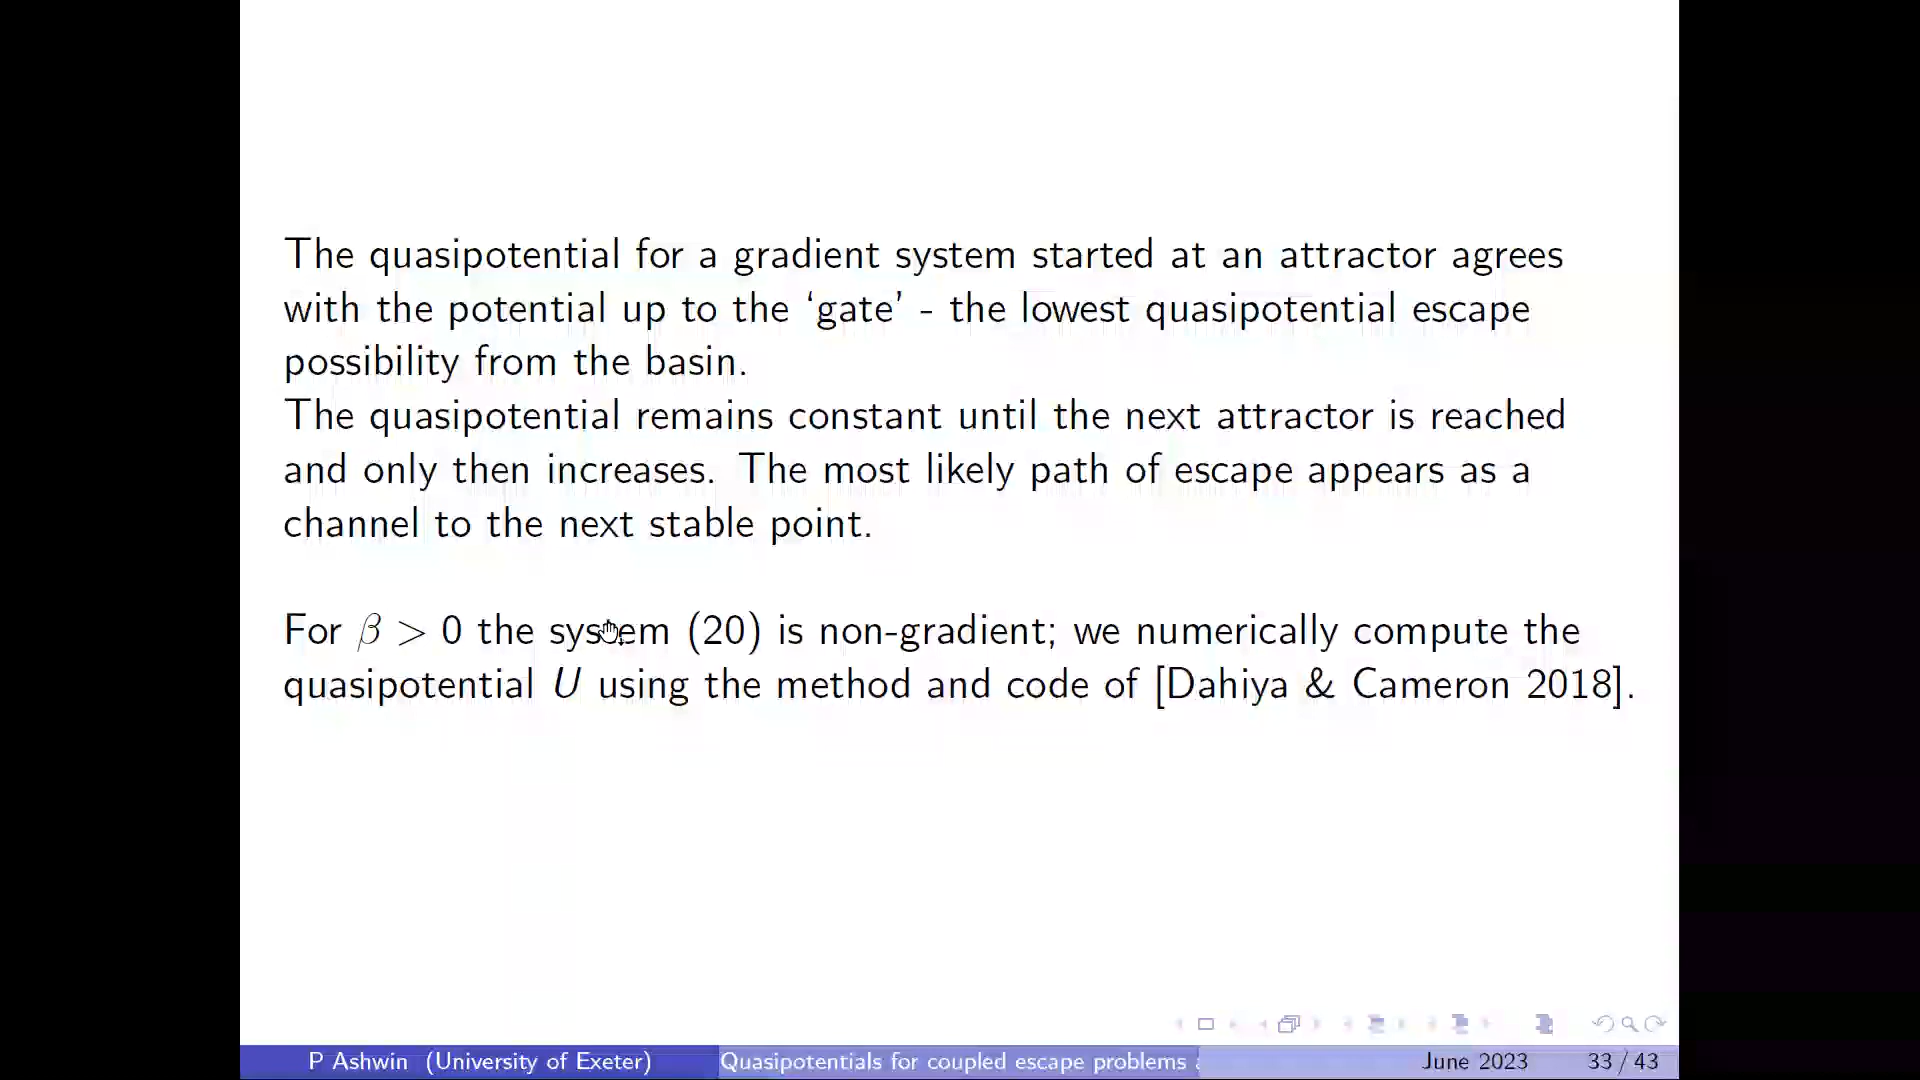 The quasipotential for a gradient system started at an attractor agrees
with the potential up to the ‘gate’ - the lowest quasipotential escape
possibility from the basin.
The quasipotential remains constant until the next attractor is reached
and only then increases. The most likely path of escape appears as a
channel to the next stable point.
For β > 0 the system (20) is non-gradient; we numerically compute the
quasipotential U using the method and code of [Dahiya & Cameron 2018].
P Ashwin (University of Exeter) Quasipotentials for coupled escape problems June 2023 33 / 43